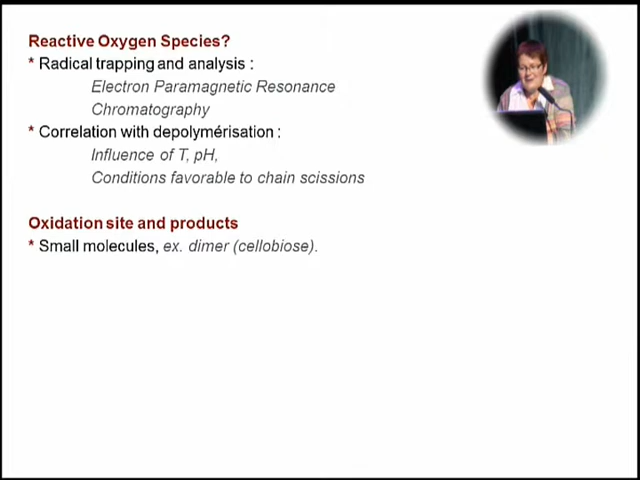 Reactive Oxygen Species?
* Radical trapping and analysis :
Electron Paramagnetic Resonance
Chromatography
* Correlation with depolymérisation :
Influence of T, pH,
Conditions favorable to chain scissions
Oxidation site and products
* Small molecules, ex. dimer (cellobiose).